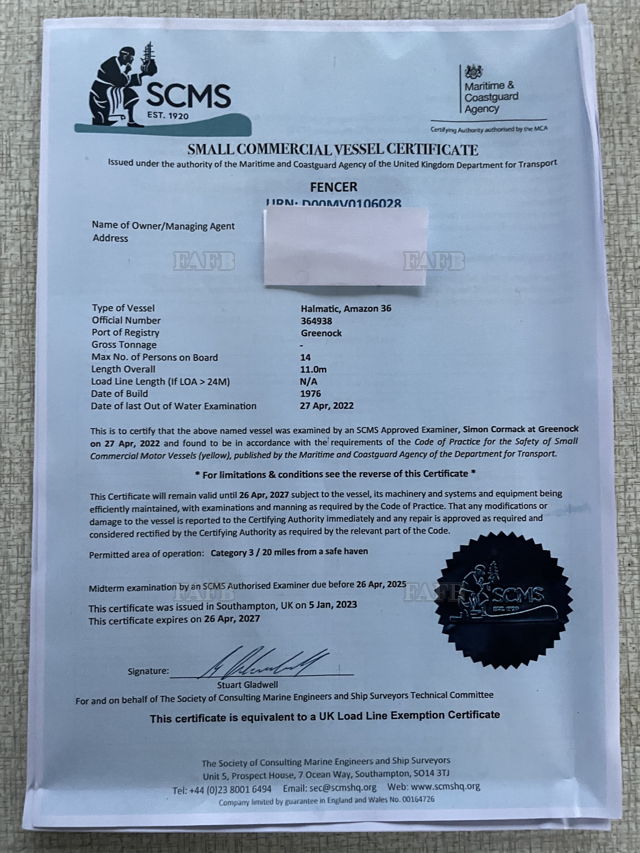 SCMS
EST. 1920
Maritime &
Coastguard
Agency
Certifying Authority authorised by the MCA
SMALL COMMERCIAL VESSEL CERTIFICATE
Issued under the authority of the Maritime and Coastguard Agency of the United Kingdom Department for Transport
FENCER
URN: D00MV0106028
Name of Owner/Managing Agent
Address
FAFB FAFB
Type of Vessel Halmatic, Amazon 36
Official Number 364938
Port of Registry Greenock
Gross Tonnage -
Max No. of Persons on Board 14
Length Overall 11.0m
Load Line Length (If LOA > 24M) N/A
Date of Build 1976
Date of last Out of Water Examination 27 Apr, 2022
This is to certify that the above named vessel was examined by an SCMS Approved Examiner, Simon Cormack at Greenock
on 27 Apr, 2022 and found to be in accordance with the requirements of the Code of Practice for the Safety of Small
Commercial Motor Vessels (yellow), published by the Maritime and Coastguard Agency of the Department for Transport.
* For limitations & conditions see the reverse of this Certificate *
This Certificate will remain valid until 26 Apr, 2027 subject to the vessel, its machinery and systems and equipment being
efficiently maintained, with examinations and manning as required by the Code of Practice. That any modifications or
damage to the vessel is reported to the Certifying Authority immediately and any repair is approved as required and
considered rectified by the Certifying Authority as required by the relevant part of the Code.
Permitted area of operation: Category 3 / 20 miles from a safe haven
Midterm examination by an SCMS Authorised Examiner due before 26 Apr, 2025
FAFB FAFB
SCMS
EST. 1920
This certificate was issued in Southampton, UK on 5 Jan, 2023
This certificate expires on 26 Apr, 2027
Signature:
Stuart Gladwell
For and on behalf of The Society of Consulting Marine Engineers and Ship Surveyors Technical Committee
This certificate is equivalent to a UK Load Line Exemption Certificate
The Society of Consulting Marine Engineers and Ship Surveyors
Unit 5, Prospect House, 7 Ocean Way, Southampton, SO14 3TJ
Tel: +44 (0)23 8001 6494 Email: sec@scmshq.org Web: www.scmshq.org
Company limited by guarantee in England and Wales No. 00164726